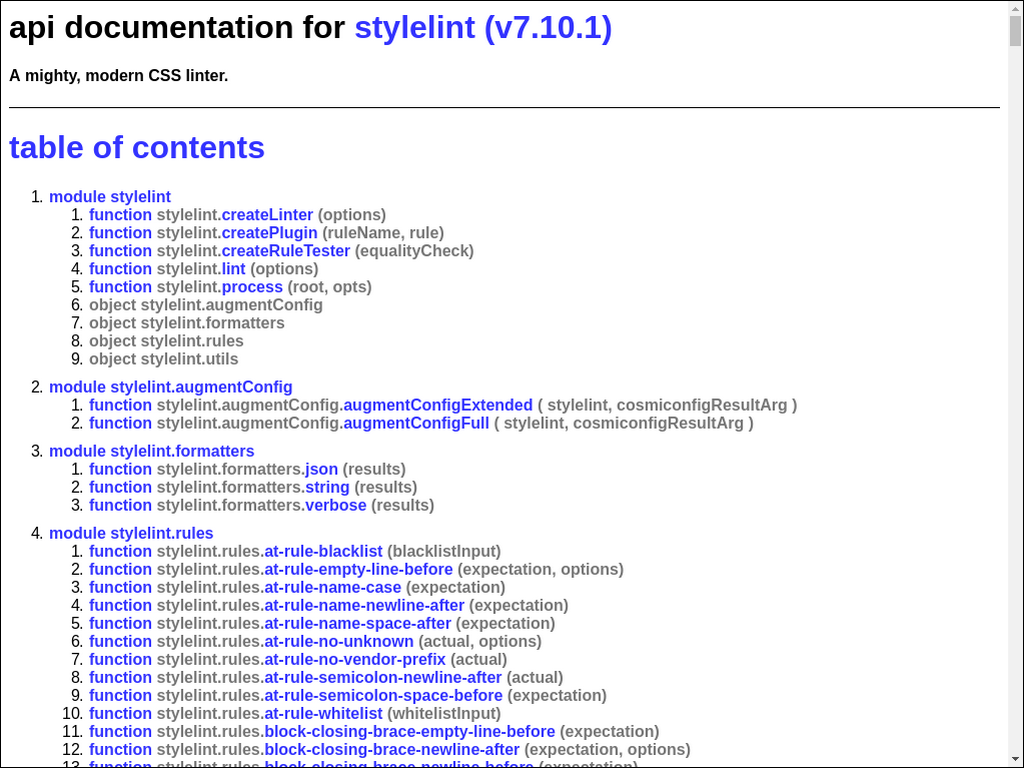 api documentation for stylelint (v7.10.1)
A mighty, modern CSS linter.
table of contents
1. module stylelint
1. function stylelint.createLinter (options)
2. function stylelint.createPlugin (ruleName, rule)
3. function stylelint.createRuleTester (equalityCheck)
4. function stylelint.lint (options)
5. function stylelint.process (root, opts)
6. object stylelint.augmentConfig
7. object stylelint.formatters
8. object stylelint.rules
9. object stylelint.utils
2. module stylelint.augmentConfig
1. function stylelint.augmentConfig.augmentConfigExtended ( stylelint, cosmiconfigResultArg )
2. function stylelint.augmentConfig.augmentConfigFull ( stylelint, cosmiconfigResultArg )
3. module stylelint.formatters
1. function stylelint.formatters.json (results)
2. function stylelint.formatters.string (results)
3. function stylelint.formatters.verbose (results)
4. module stylelint.rules
1. function stylelint.rules.at-rule-blacklist (blacklistInput)
2. function stylelint.rules.at-rule-empty-line-before (expectation, options)
3. function stylelint.rules.at-rule-name-case (expectation)
4. function stylelint.rules.at-rule-name-newline-after (expectation)
5. function stylelint.rules.at-rule-name-space-after (expectation)
6. function stylelint.rules.at-rule-no-unknown (actual, options)
7. function stylelint.rules.at-rule-no-vendor-prefix (actual)
8. function stylelint.rules.at-rule-semicolon-newline-after (actual)
9. function stylelint.rules.at-rule-semicolon-space-before (expectation)
10. function stylelint.rules.at-rule-whitelist (whitelistInput)
11. function stylelint.rules.block-closing-brace-empty-line-before (expectation)
12. function stylelint.rules.block-closing-brace-newline-after (expectation, options)
13. function stylelint.rules.block-closing-brace-newline-before (expectation)